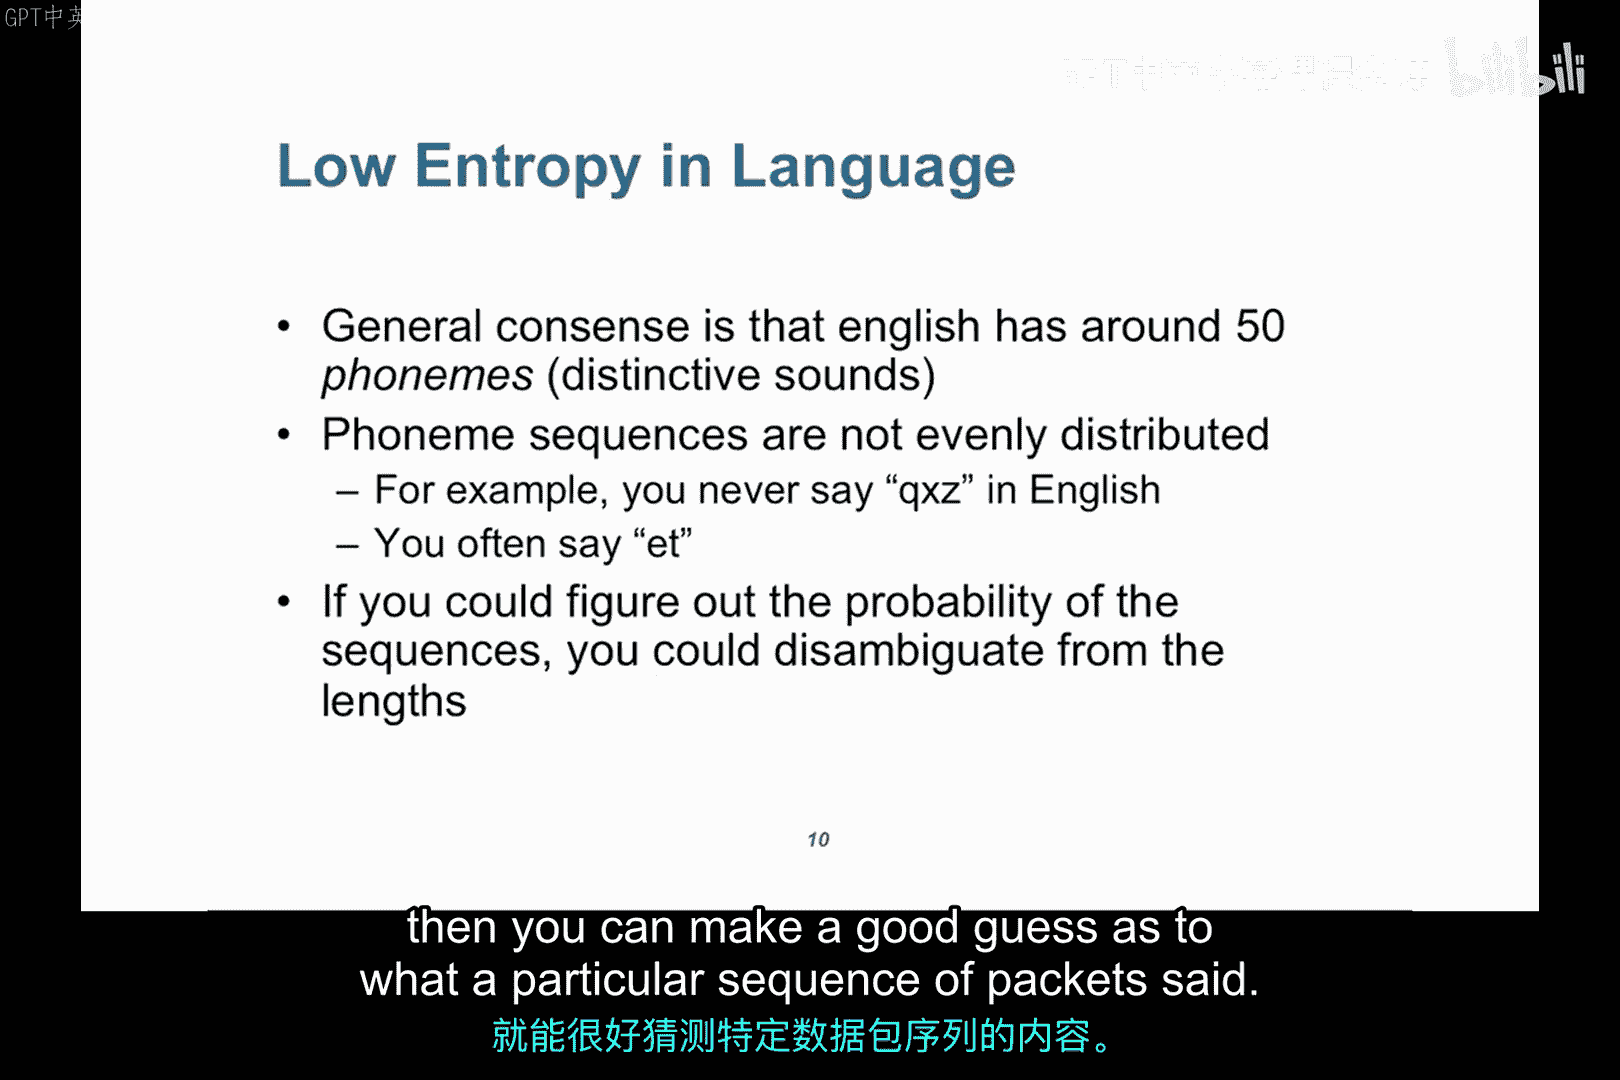 GPT中英
bilibili
Low Entropy in Language
• General consense is that english has around 50
phonemes (distinctive sounds)
• Phoneme sequences are not evenly distributed
– For example, you never say “qxz” in English
– You often say “et”
• If you could figure out the probability of the
sequences, you could disambiguate from the
lengths
10
then you can make a good guess as to
what a particular sequence of packets said.
就能很好猜测特定数据包序列的内容。